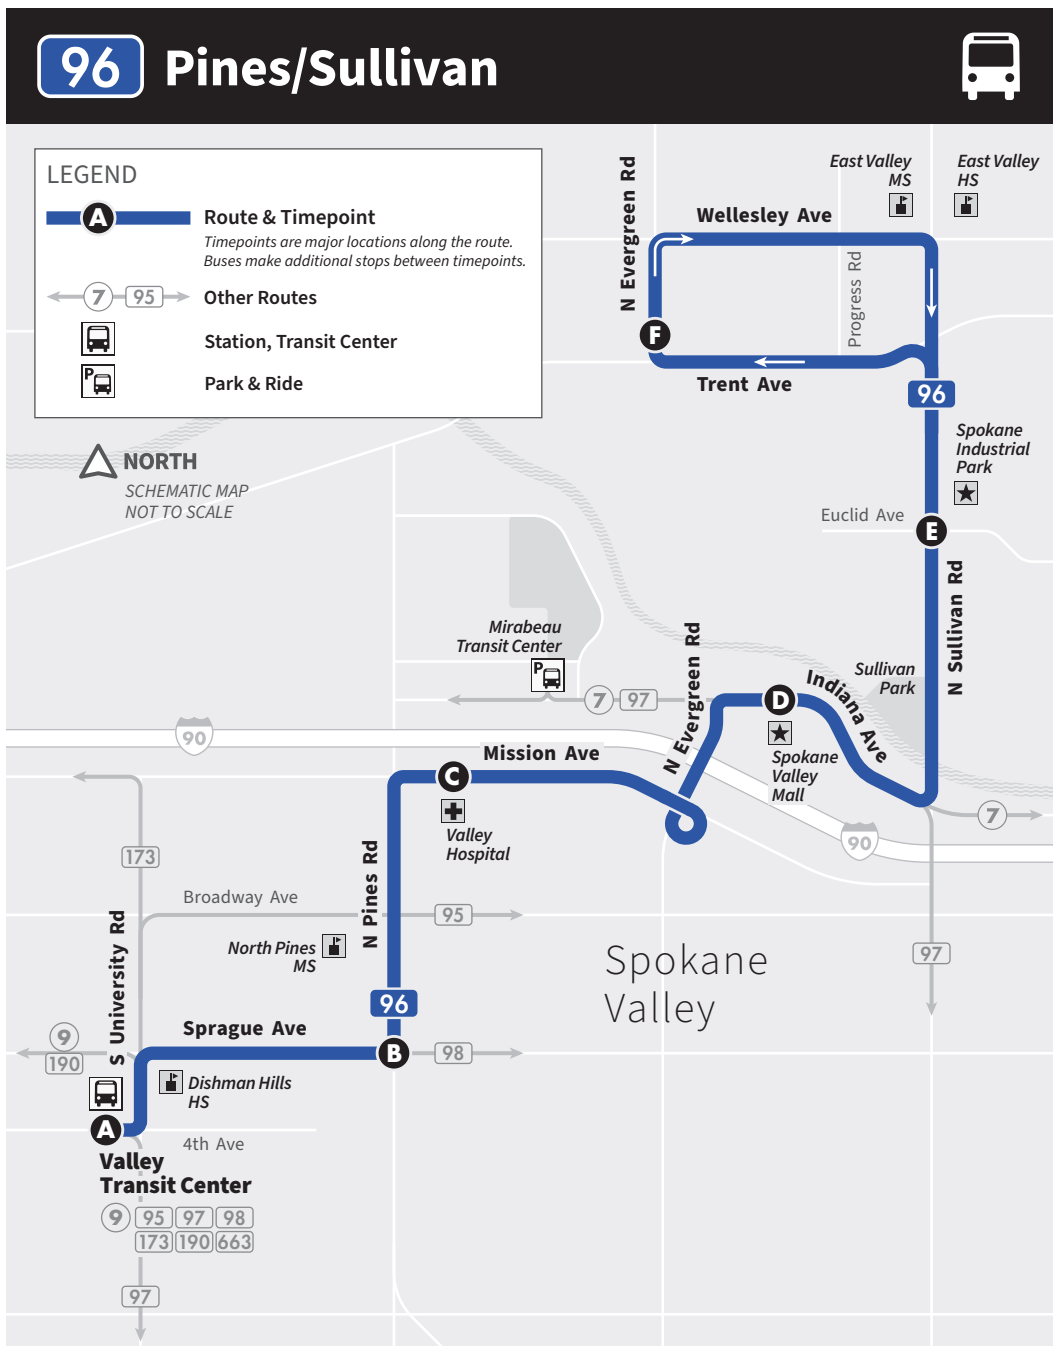 96 Pines/Sullivan
LEGEND
A
Route & Timepoint
Timepoints are major locations along the route.
Buses make additional stops between timepoints.
7 95
Other Routes
Station, Transit Center
P
Park & Ride
NORTH
SCHEMATIC MAP
NOT TO SCALE
East Valley
MS
East Valley
HS
N Evergreen Rd
Wellesley Ave
Progress Rd
F
Trent Ave
96
Spokane
Industrial
Park
Euclid Ave
E
N Sullivan Rd
Mirabeau
Transit Center
P
7 97
N Evergreen Rd
D
Indiana Ave
Sullivan
Park
Spokane
Valley
Mall
90
Mission Ave
C
Valley
Hospital
90
7
173
N Pines Rd
Broadway Ave
95
S University Rd
North Pines
MS
Spokane
Valley
97
96
Sprague Ave
9
190
B
98
Dishman Hills
HS
A
4th Ave
Valley
Transit Center
9 95 97 98
173 190 663
97